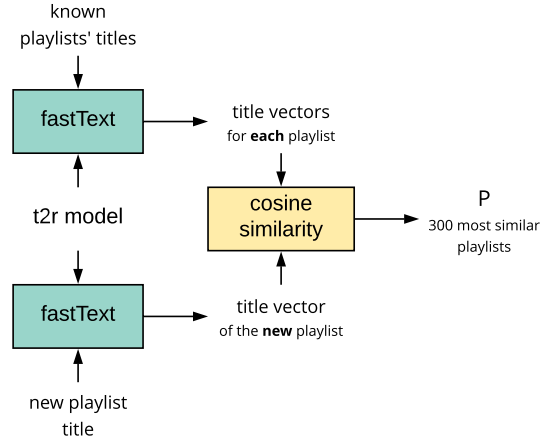 known
playlists' titles
fastText
title vectors
for each playlist
t2r model
cosine
similarity
P
300 most similar
playlists
fastText
title vector
of the new playlist
new playlist
title